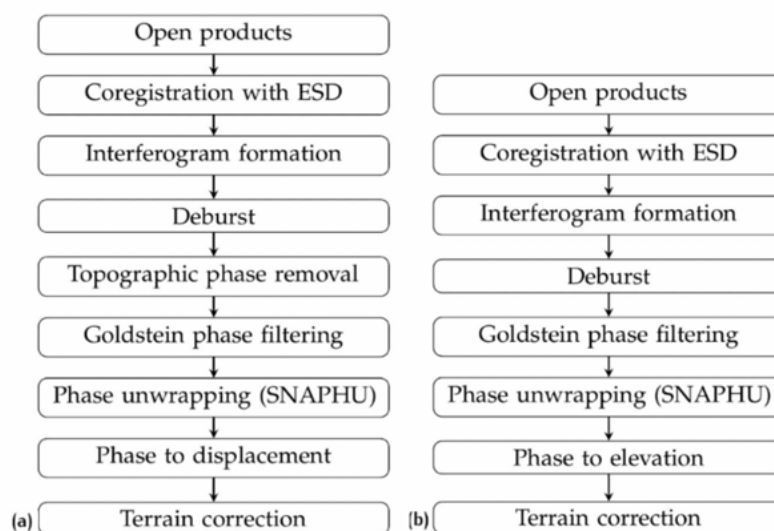 Open products
Coregistration with ESD
Interferogram formation
Deburst
Topographic phase removal
Goldstein phase filtering
Phase unwrapping (SNAPHU)
Phase to displacement
(a)
Terrain correction
Open products
Coregistration with ESD
Interferogram formation
Deburst
Goldstein phase filtering
Phase unwrapping (SNAPHU)
Phase to elevation
(b)
Terrain correction